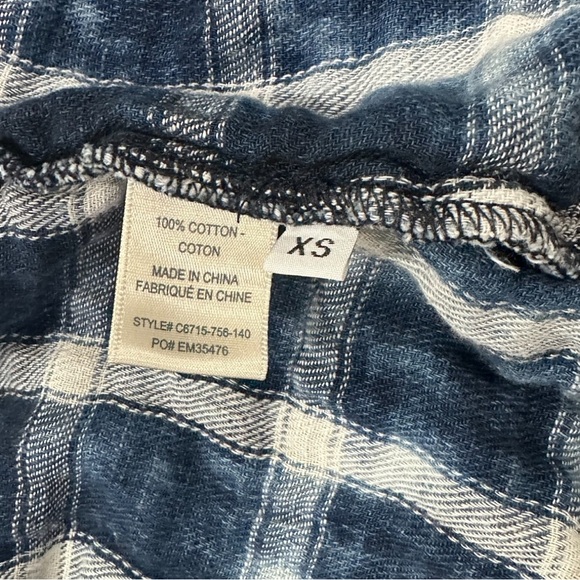 100% COTTON -
COTON
MADE IN CHINA
FABRIQUÉ EN CHINE
STYLE# C6715-756-140
PO# EM35476
XS